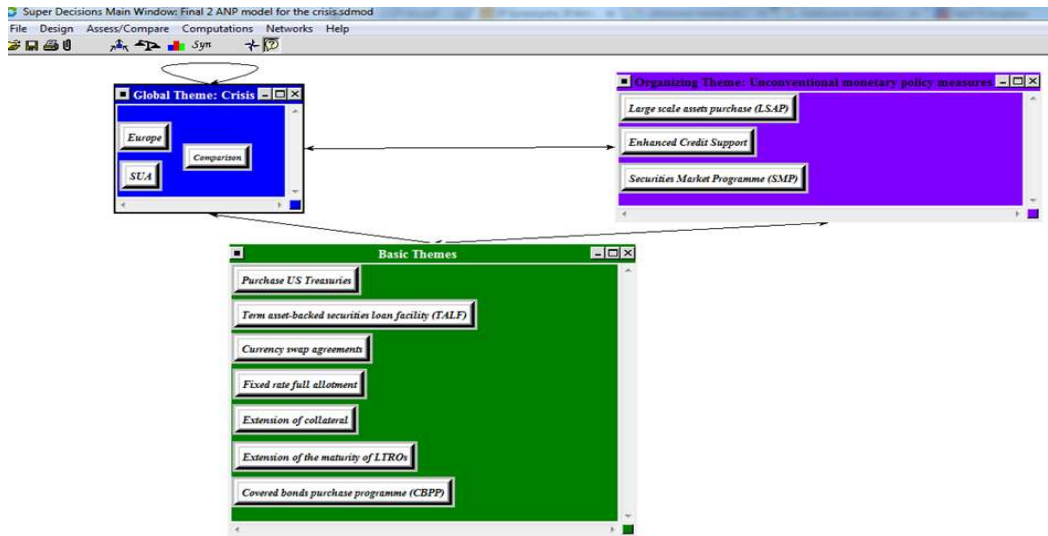 Super Decisions Main Window: Final 2 ANP model for the crisis.sdmod
File Design Assess/Compare Computations Networks Help
Syn
Global Theme: Crisis
Europe
Comparison
SUA
Organizing Theme: Unconventional monetary policy measures
Large scale assets purchase (LSAP)
Enhanced Credit Support
Securities Market Programme (SMP)
Basic Themes
Purchase US Treasuries
Term asset-backed securities loan facility (TALF)
Currency swap agreements
Fixed rate full allotment
Extension of collateral
Extension of the maturity of LTROs
Covered bonds purchase programme (CBPP)